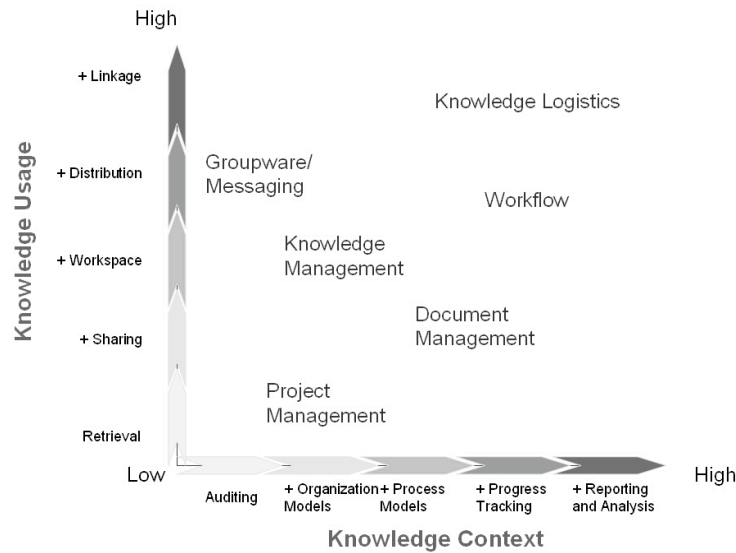 High
+ Linkage
Knowledge Logistics
Groupware/
Messaging
+ Distribution
Workflow
Knowledge Usage
Knowledge
Management
+ Workspace
Document
Management
+ Sharing
Project
Management
Retrieval
Low
High
Auditing
+ Organization
Models
+ Process
Models
+ Progress
Tracking
+ Reporting
and Analysis
Knowledge Context